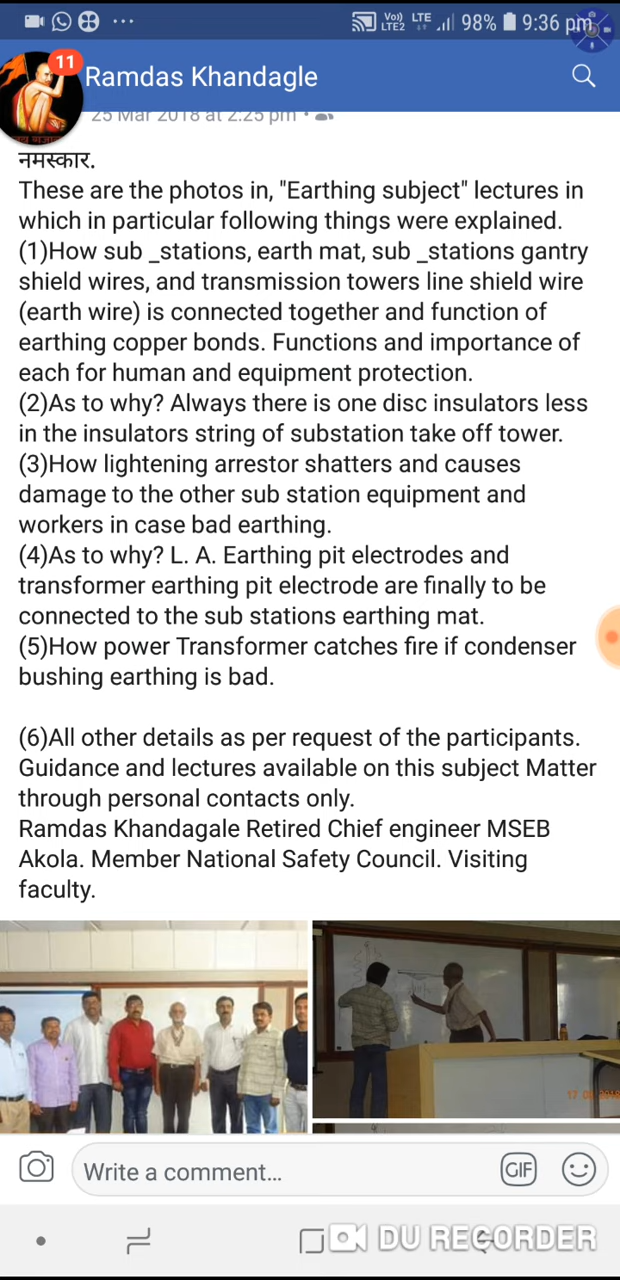 Vo) LTE2 LTE 98% 9:36 pm
11
Ramdas Khandagle
25 Mar 2018 at 2:25 pm
नमस्कार.
These are the photos in, "Earthing subject" lectures in
which in particular following things were explained.
(1)How sub _stations, earth mat, sub _stations gantry
shield wires, and transmission towers line shield wire
(earth wire) is connected together and function of
earthing copper bonds. Functions and importance of
each for human and equipment protection.
(2)As to why? Always there is one disc insulators less
in the insulators string of substation take off tower.
(3)How lightening arrestor shatters and causes
damage to the other sub station equipment and
workers in case bad earthing.
(4)As to why? L. A. Earthing pit electrodes and
transformer earthing pit electrode are finally to be
connected to the sub stations earthing mat.
(5)How power Transformer catches fire if condenser
bushing earthing is bad.
(6)All other details as per request of the participants.
Guidance and lectures available on this subject Matter
through personal contacts only.
Ramdas Khandagale Retired Chief engineer MSEB
Akola. Member National Safety Council. Visiting
faculty.
Write a comment...
GIF
DU RECORDER